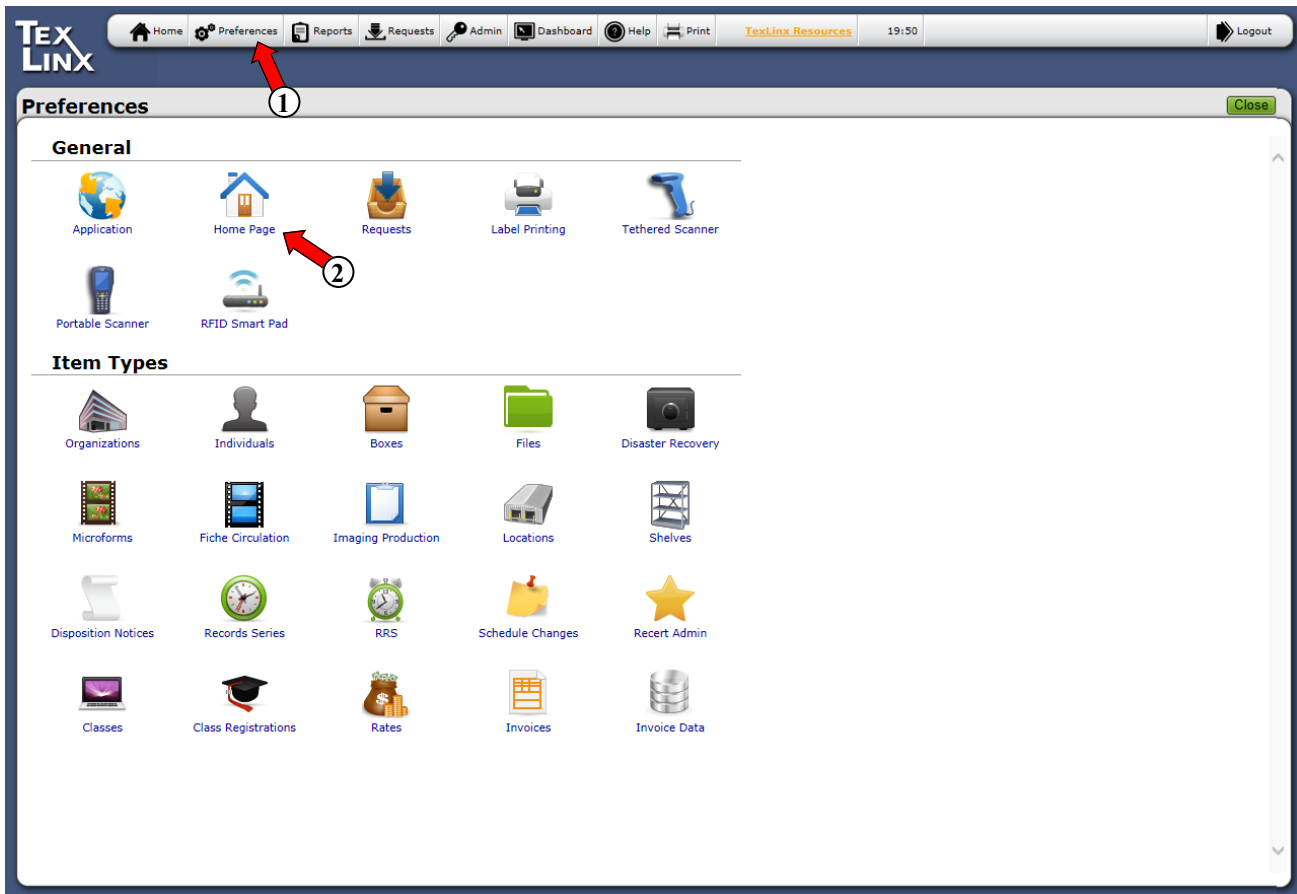 TEX LINX
Home Preferences Reports Requests Admin Dashboard Help Print TexLinx Resources 19:50 Logout
1
Preferences Close
General
Application Home Page Requests Label Printing Tethered Scanner
2
Portable Scanner RFID Smart Pad
Item Types
Organizations Individuals Boxes Files Disaster Recovery
Microforms Fiche Circulation Imaging Production Locations Shelves
Disposition Notices Records Series RRS Schedule Changes Recert Admin
Classes Class Registrations Rates Invoices Invoice Data